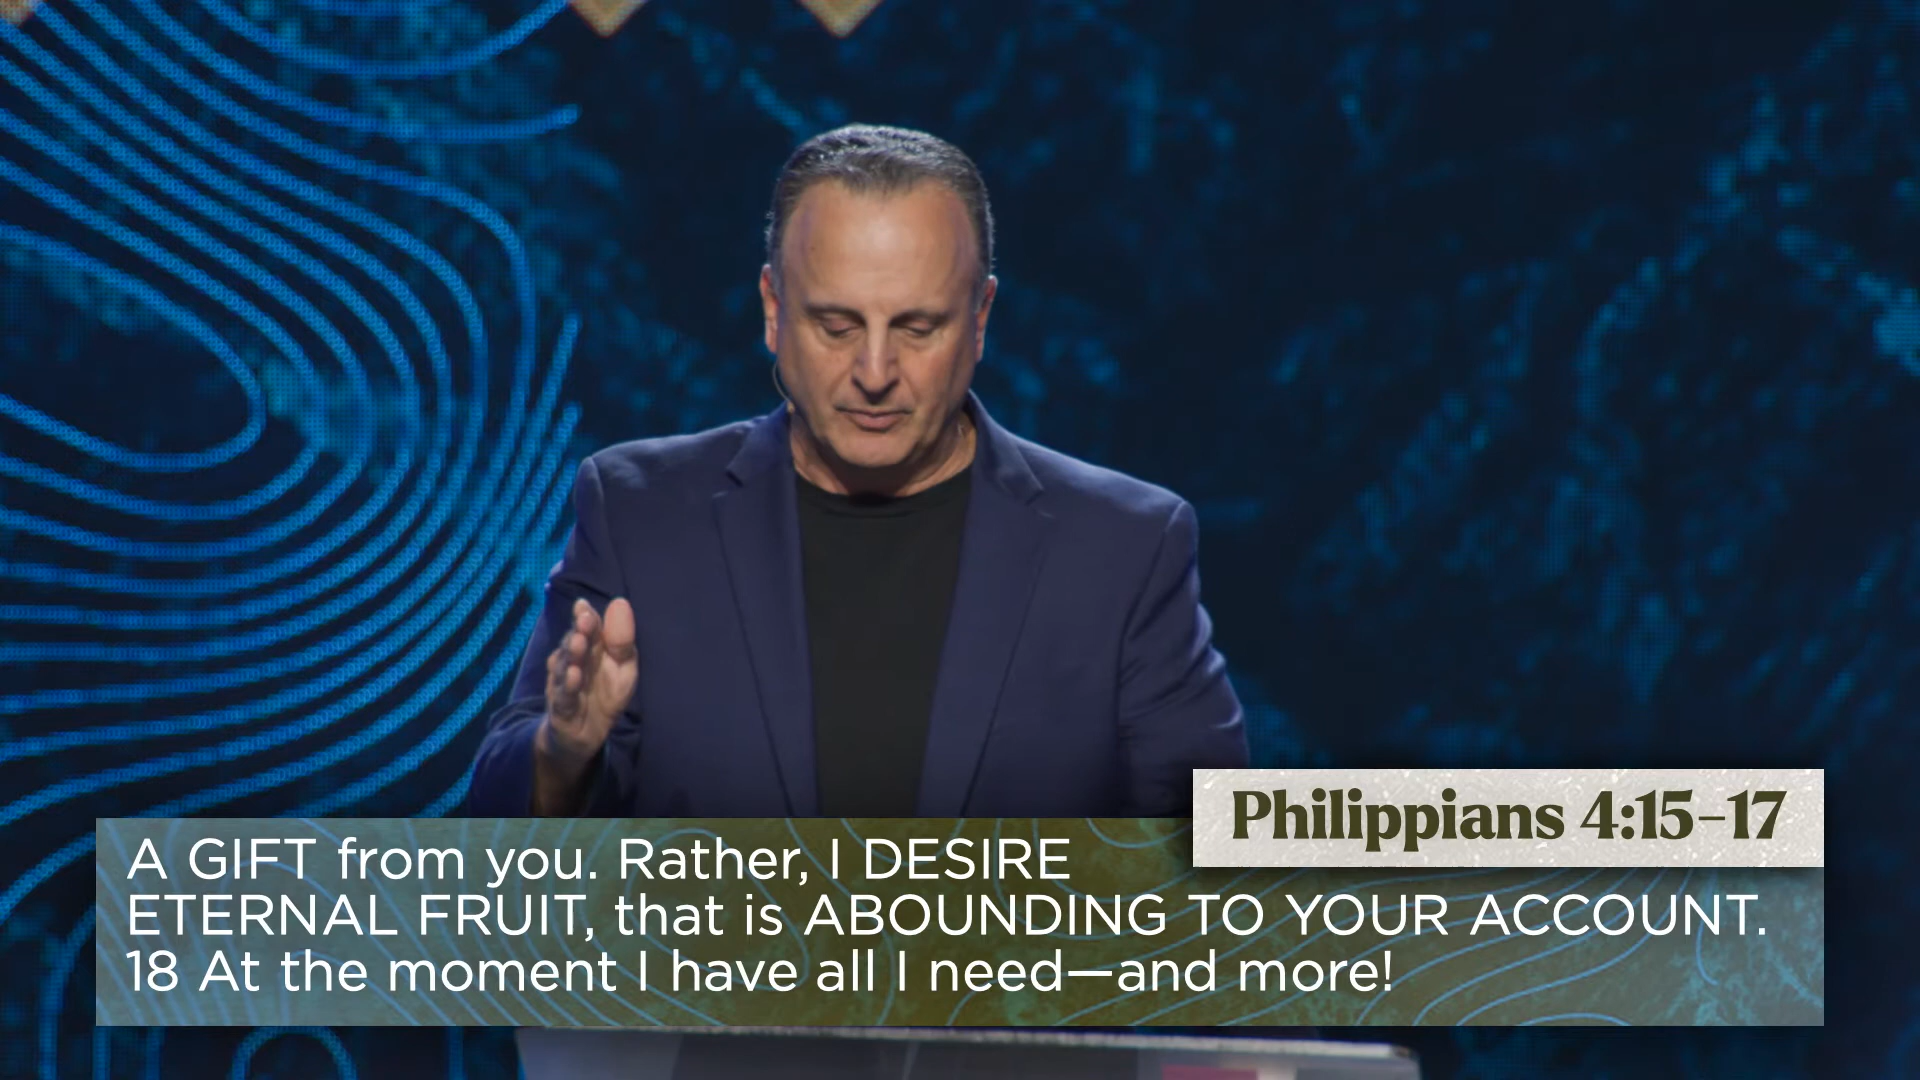 Philippians 4:15–17
A GIFT from you. Rather, I DESIRE
ETERNAL FRUIT, that is ABOUNDING TO YOUR ACCOUNT.
18 At the moment I have all I need—and more!